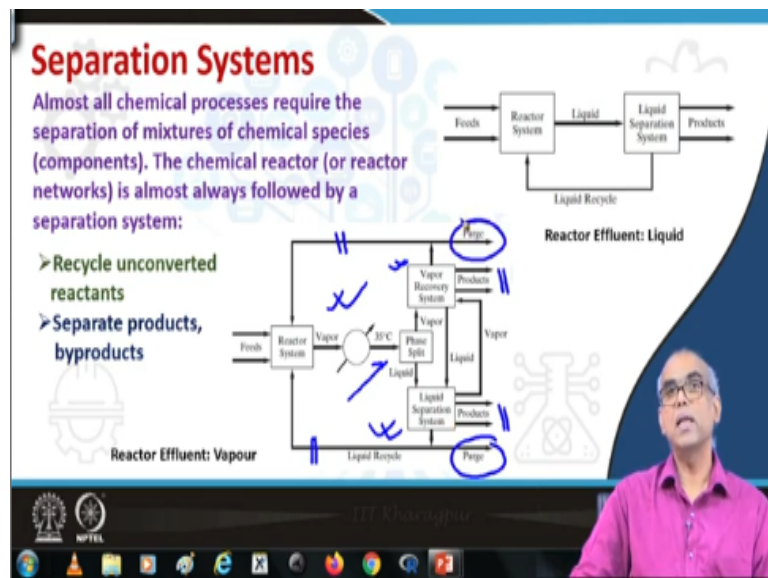 Separation Systems
Almost all chemical processes require the
separation of mixtures of chemical species
(components). The chemical reactor (or reactor
networks) is almost always followed by a
separation system:
➤Recycle unconverted
reactants
➤Separate products,
byproducts
Feeds
Reactor
System
Liquid
Liquid
Separation
System
Products
Liquid Recycle
Reactor Effluent: Liquid
Purge
Vapor
Recovery
System
Products
Vapor
Vapor
Feeds
Reactor
System
Vapor
35°C
Phase
Split
Liquid
Liquid
Liquid
Separation
System
Products
Liquid Recycle
Purge
Reactor Effluent: Vapour
NPTEL
IIT Kharagpur